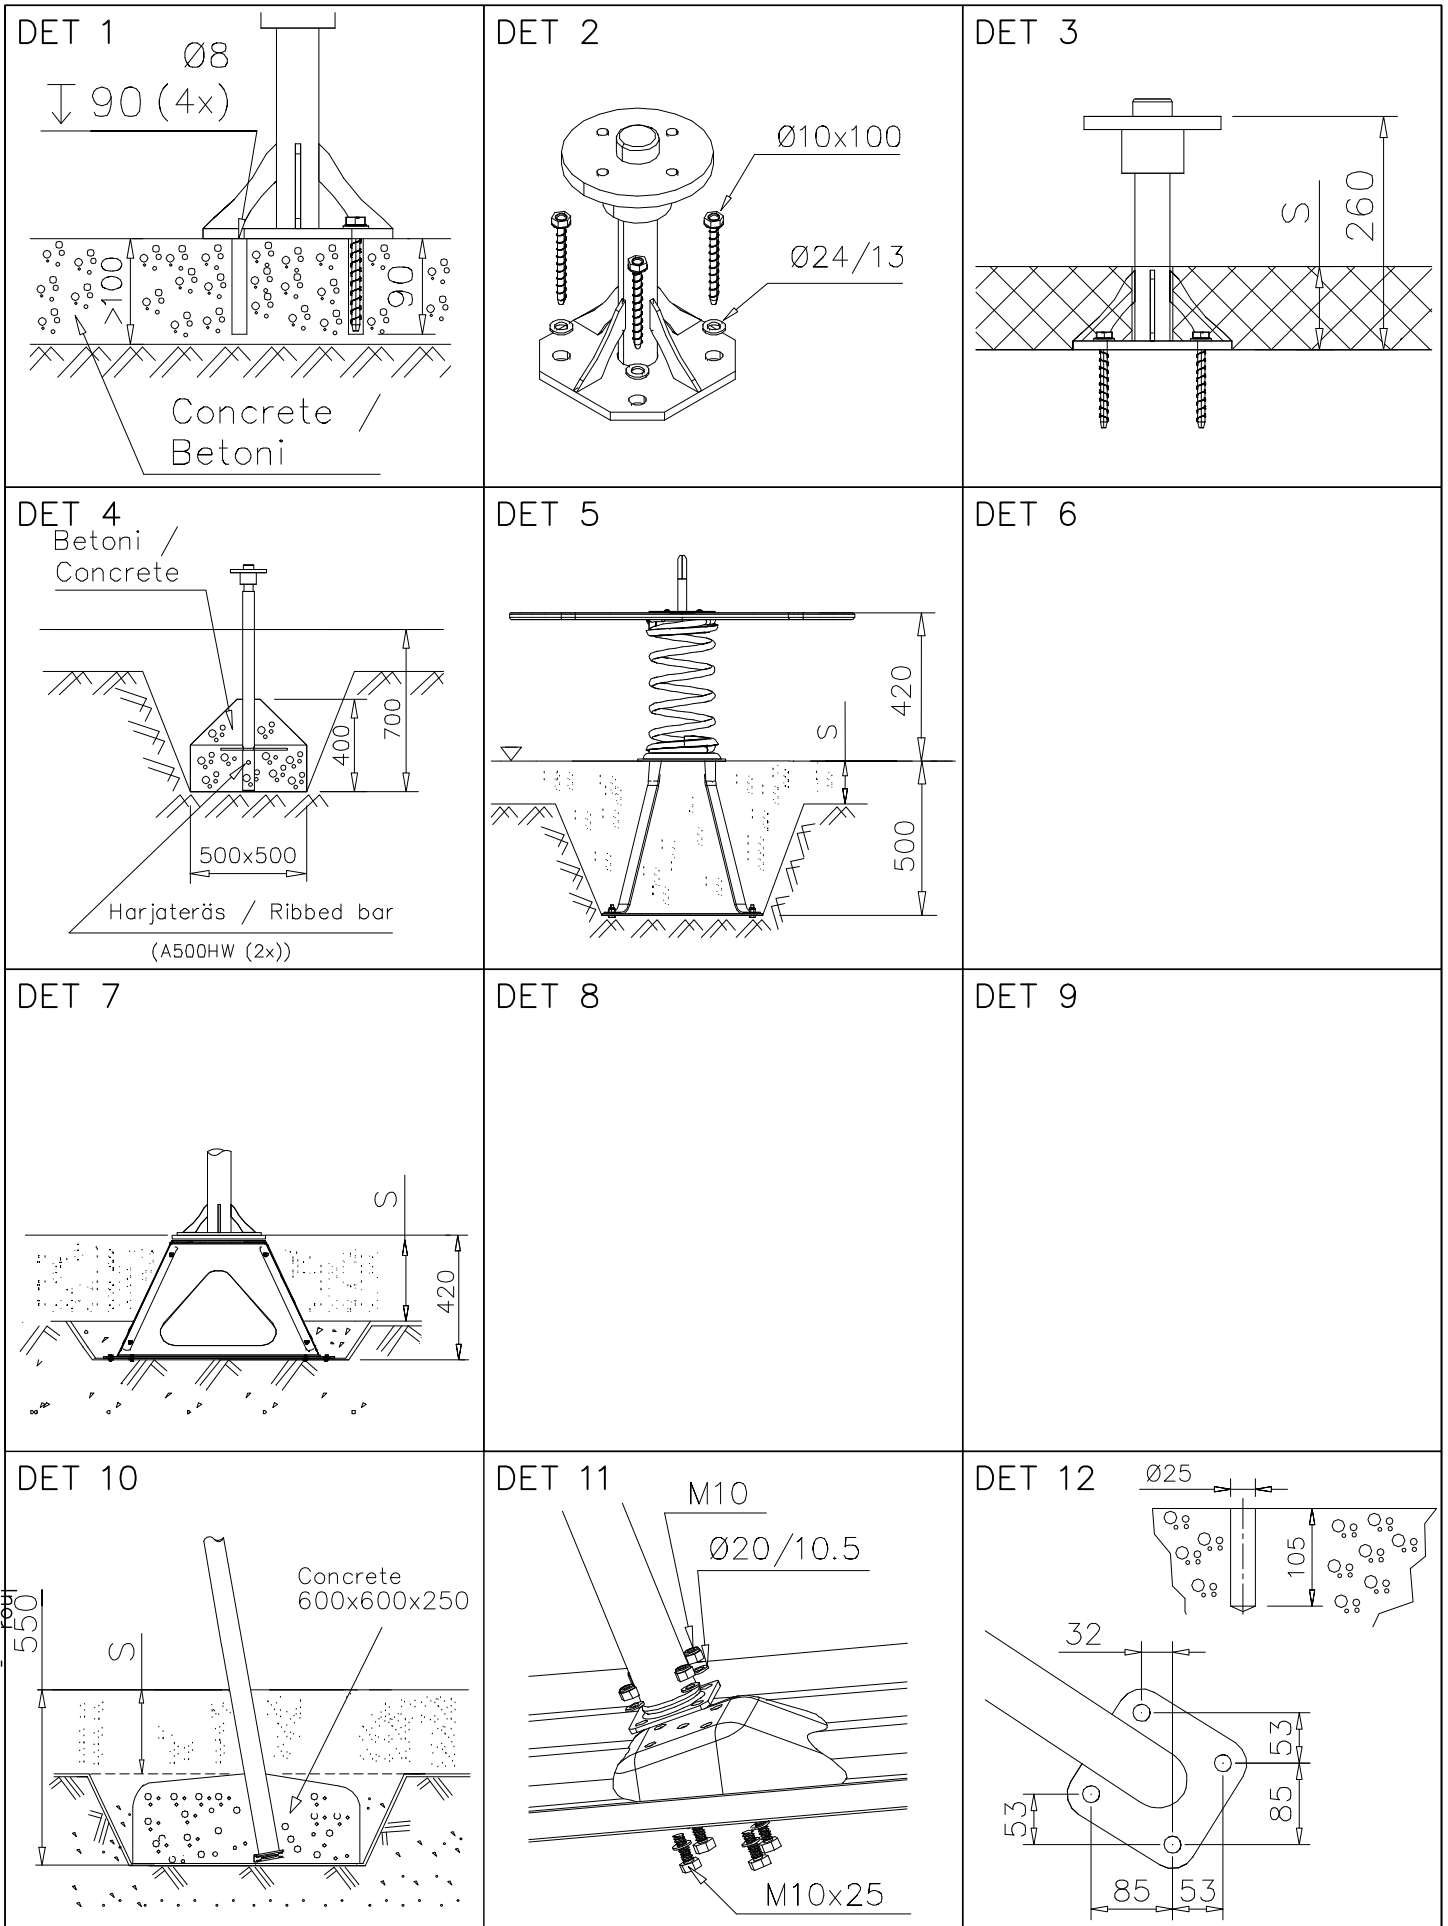 DET 1
Ø8
90 (4x)
>100
90
Concrete /
Betoni
DET 2
Ø10x100
Ø24/13
DET 3
S
260
DET 4
Betoni /
Concrete
400
700
500x500
Harjateräs / Ribbed bar
(A500HW (2x))
DET 5
420
S
500
DET 6
DET 7
S
420
DET 8
DET 9
DET 10
Concrete
600x600x250
550
S
DET 11
M10
Ø20/10.5
M10x25
DET 12
Ø25
105
32
53
85
53
85
53